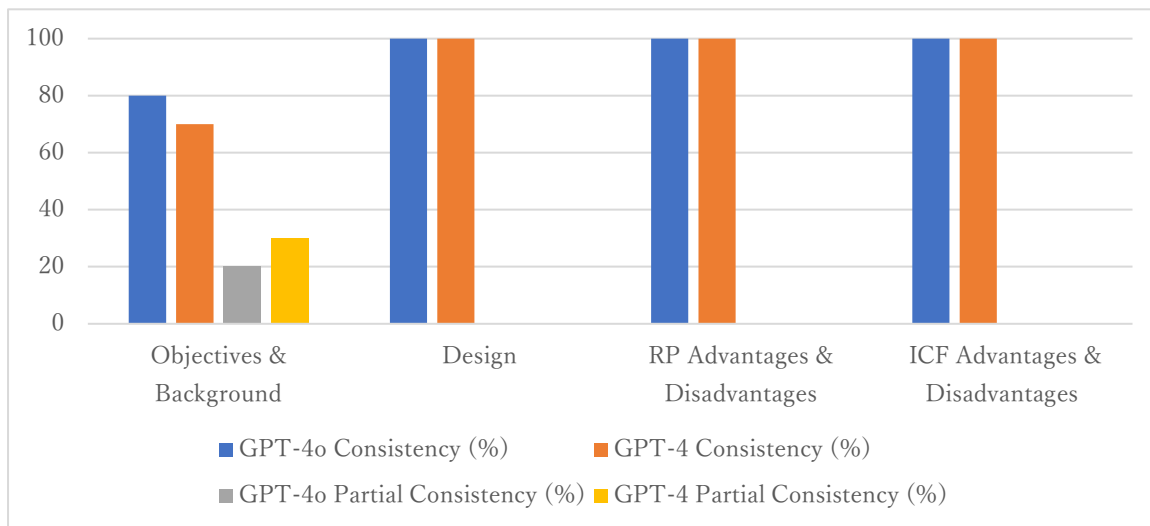 100
80
60
40
20
0
Objectives &
Background
Design
RP Advantages &
Disadvantages
ICF Advantages &
Disadvantages
GPT-4o Consistency (%)
GPT-4 Consistency (%)
GPT-4o Partial Consistency (%)
GPT-4 Partial Consistency (%)